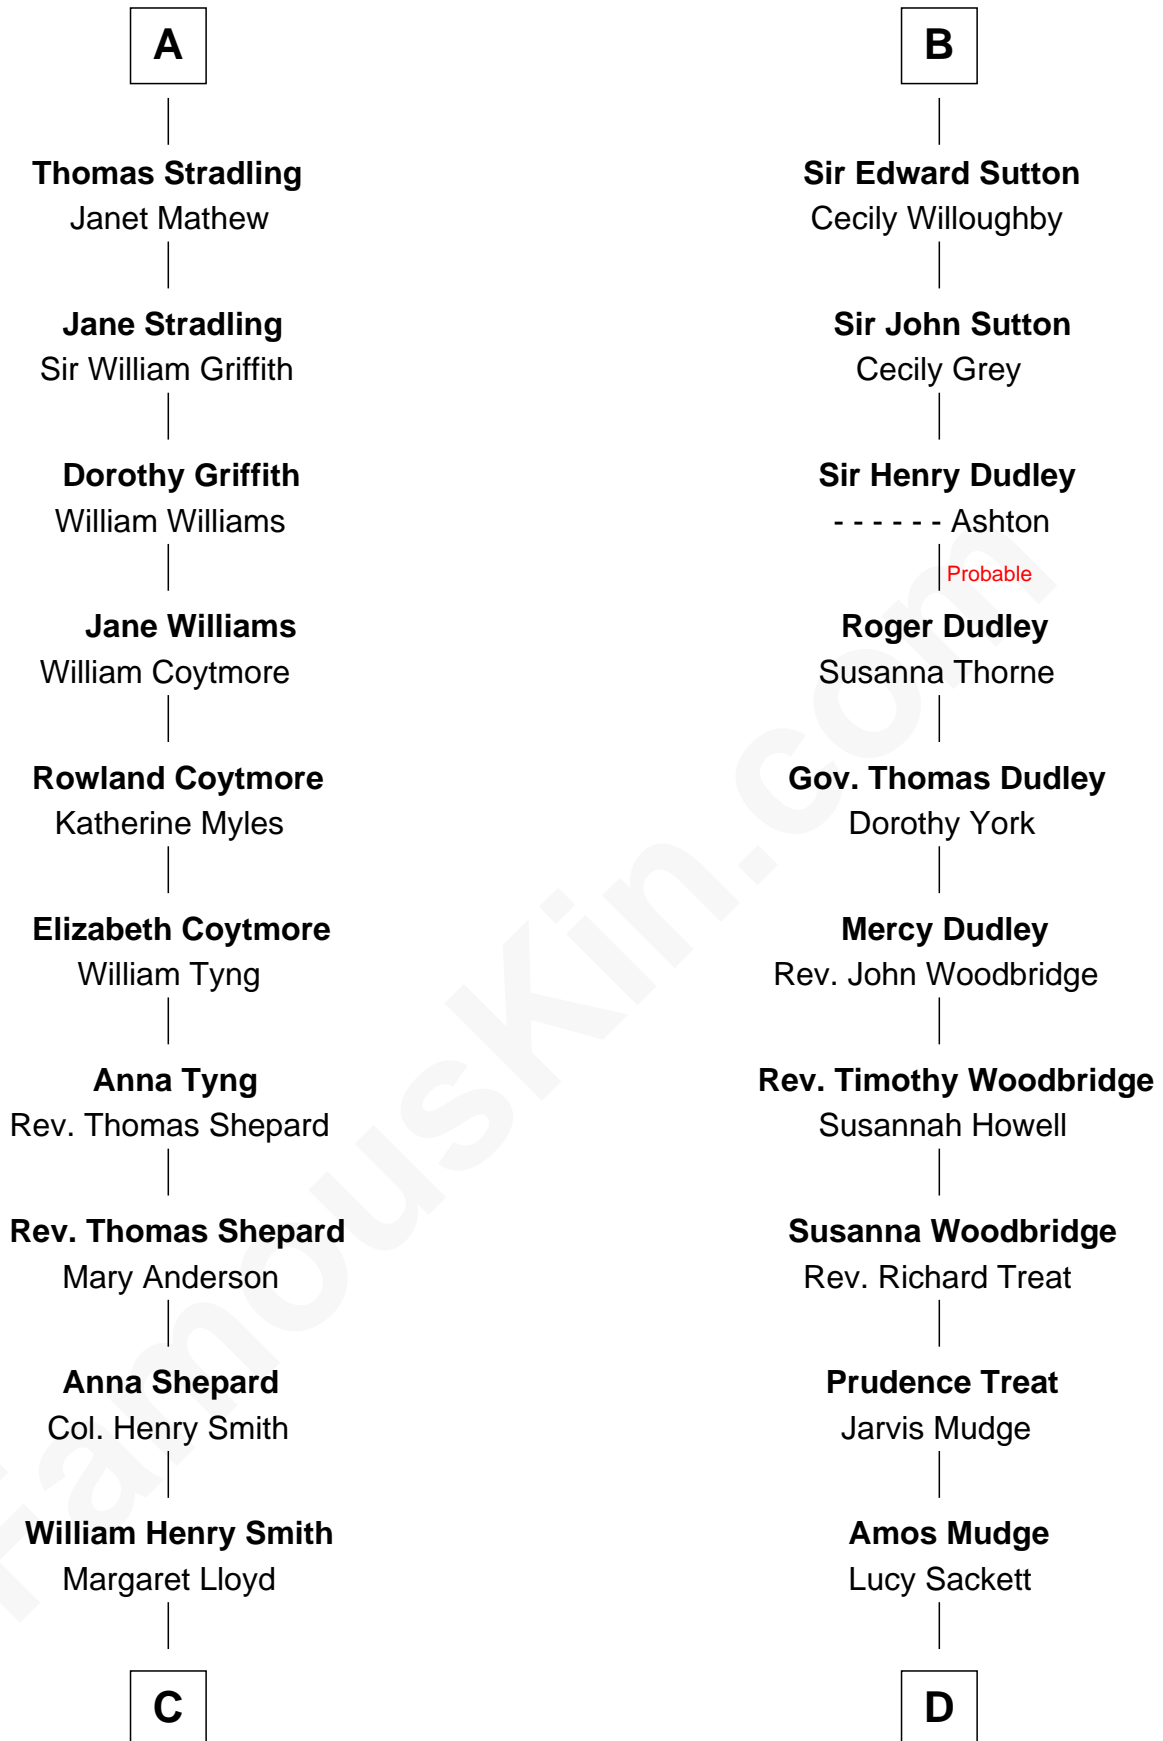 A
Thomas Stradling
Janet Mathew
Jane Stradling
Sir William Griffith
Dorothy Griffith
William Williams
Jane Williams
William Coytmore
Rowland Coytmore
Katherine Myles
Elizabeth Coytmore
William Tyng
Anna Tyng
Rev. Thomas Shepard
Rev. Thomas Shepard
Mary Anderson
Anna Shepard
Col. Henry Smith
William Henry Smith
Margaret Lloyd
C
B
Sir Edward Sutton
Cecily Willoughby
Sir John Sutton
Cecily Grey
Sir Henry Dudley
- - - - - - Ashton
Probable
Roger Dudley
Susanna Thorne
Gov. Thomas Dudley
Dorothy York
Mercy Dudley
Rev. John Woodbridge
Rev. Timothy Woodbridge
Susannah Howell
Susanna Woodbridge
Rev. Richard Treat
Prudence Treat
Jarvis Mudge
Amos Mudge
Lucy Sackett
D
FamousKin.com